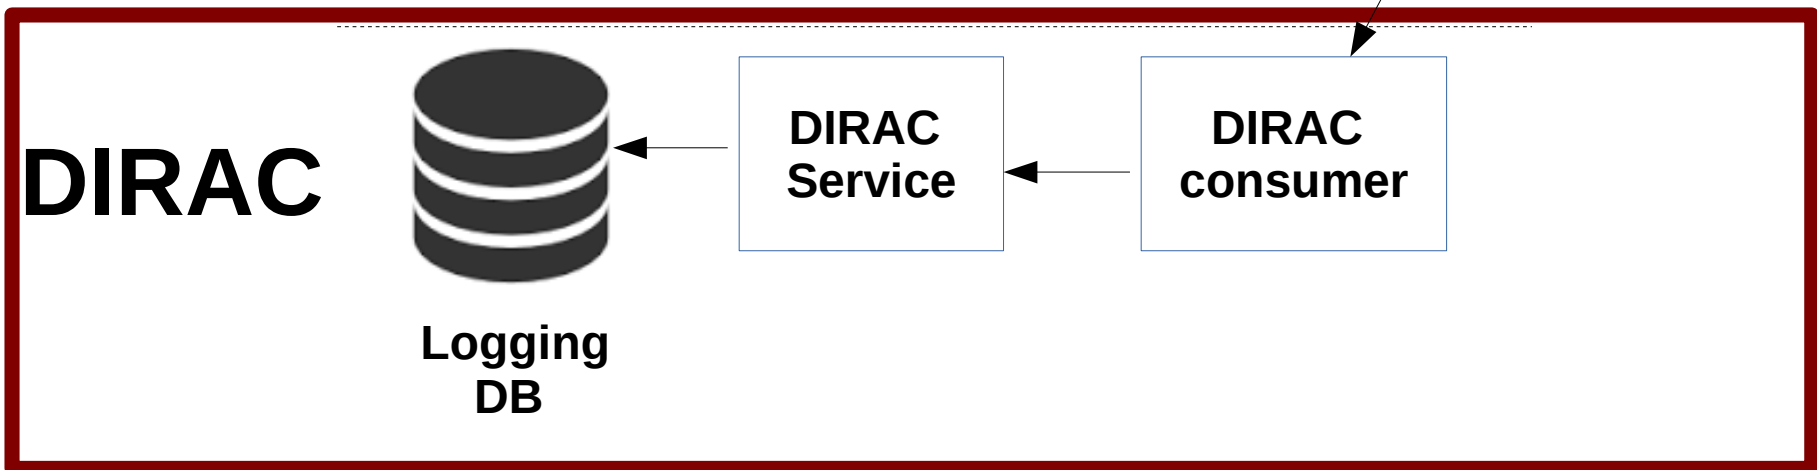 DIRAC
DIRAC
Service
DIRAC
consumer
Logging
DB